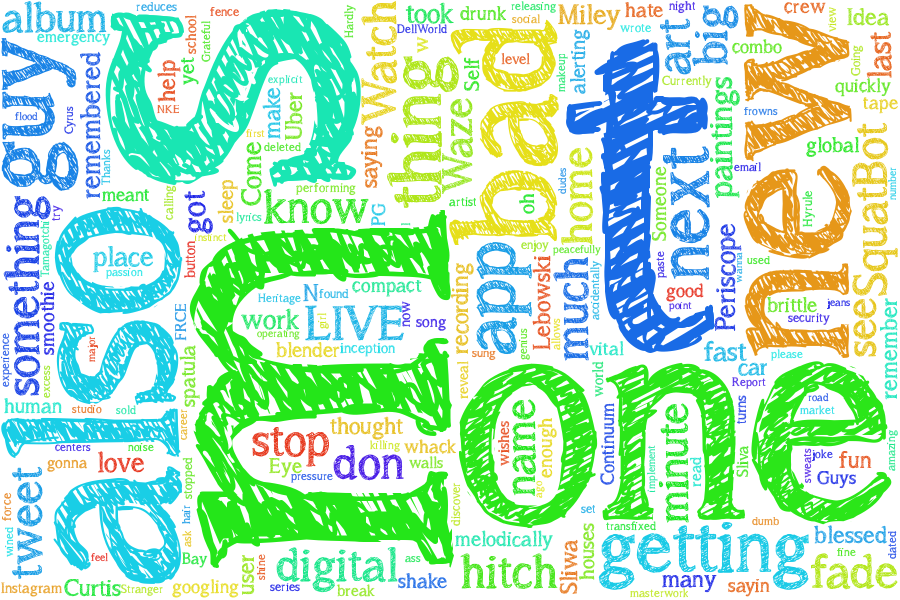 album
emergency
reduces
fence
took
drunk
releasing
DellWorld
social
Miley
hate
night
wrote
crew
Idea
guy
flood
Cyrus
remembered
Thanks
s
school
yet
help
NKE
Grateful
Hardly
explicit
make
Uber
first
deleted
Come
performing
Watch
saying
w
thing
Waze
Self
bad
level
oh
makeup
alerting
art
big
Currently
combo
view
Going
last
quickly
tape
frowns
new
global
paintings
email
t
next
Someone
paste
good
point
Periscope
wanna
used
Hyrule
SquatBot
number
see
brittle
jeans
security
please
remember
meant
calling
got
sleep
know
lyrics
button
instinct
PG
artist
enjoy
dudes
home
peacefully
accidentally
much
something
try
Tamagotchi
smoothie
experience
excess
also
place
passion
major
FRCE
spatula
m
Heritage
N
found
compact
work
LIVE
girl
now
song
operating
blender
inception
recording
app
sung
reveal
Lebowski
genius
allows
vital
world
fast
car
Report
human
studio
sold
centers
noise
career
gonna
love
stopped
stop
thought
killing
whack
Eye
don
walls
pressure
one
name
wishes
enough
ago
Continuum
implement
minute
read
turns
Sliva
road
market
sweats
joke
fun
Guys
amazing
tweet
force
wined
feel
ask
hair
Bay
discover
set
transfixed
dumb
blessed
fine
dated
melodically
digital
ass
shake
hitch
Sliwa
houses
getting
many
sayin
masterwork
fade
Instagram
Curtis
Stranger
googling
user
shine
series
break